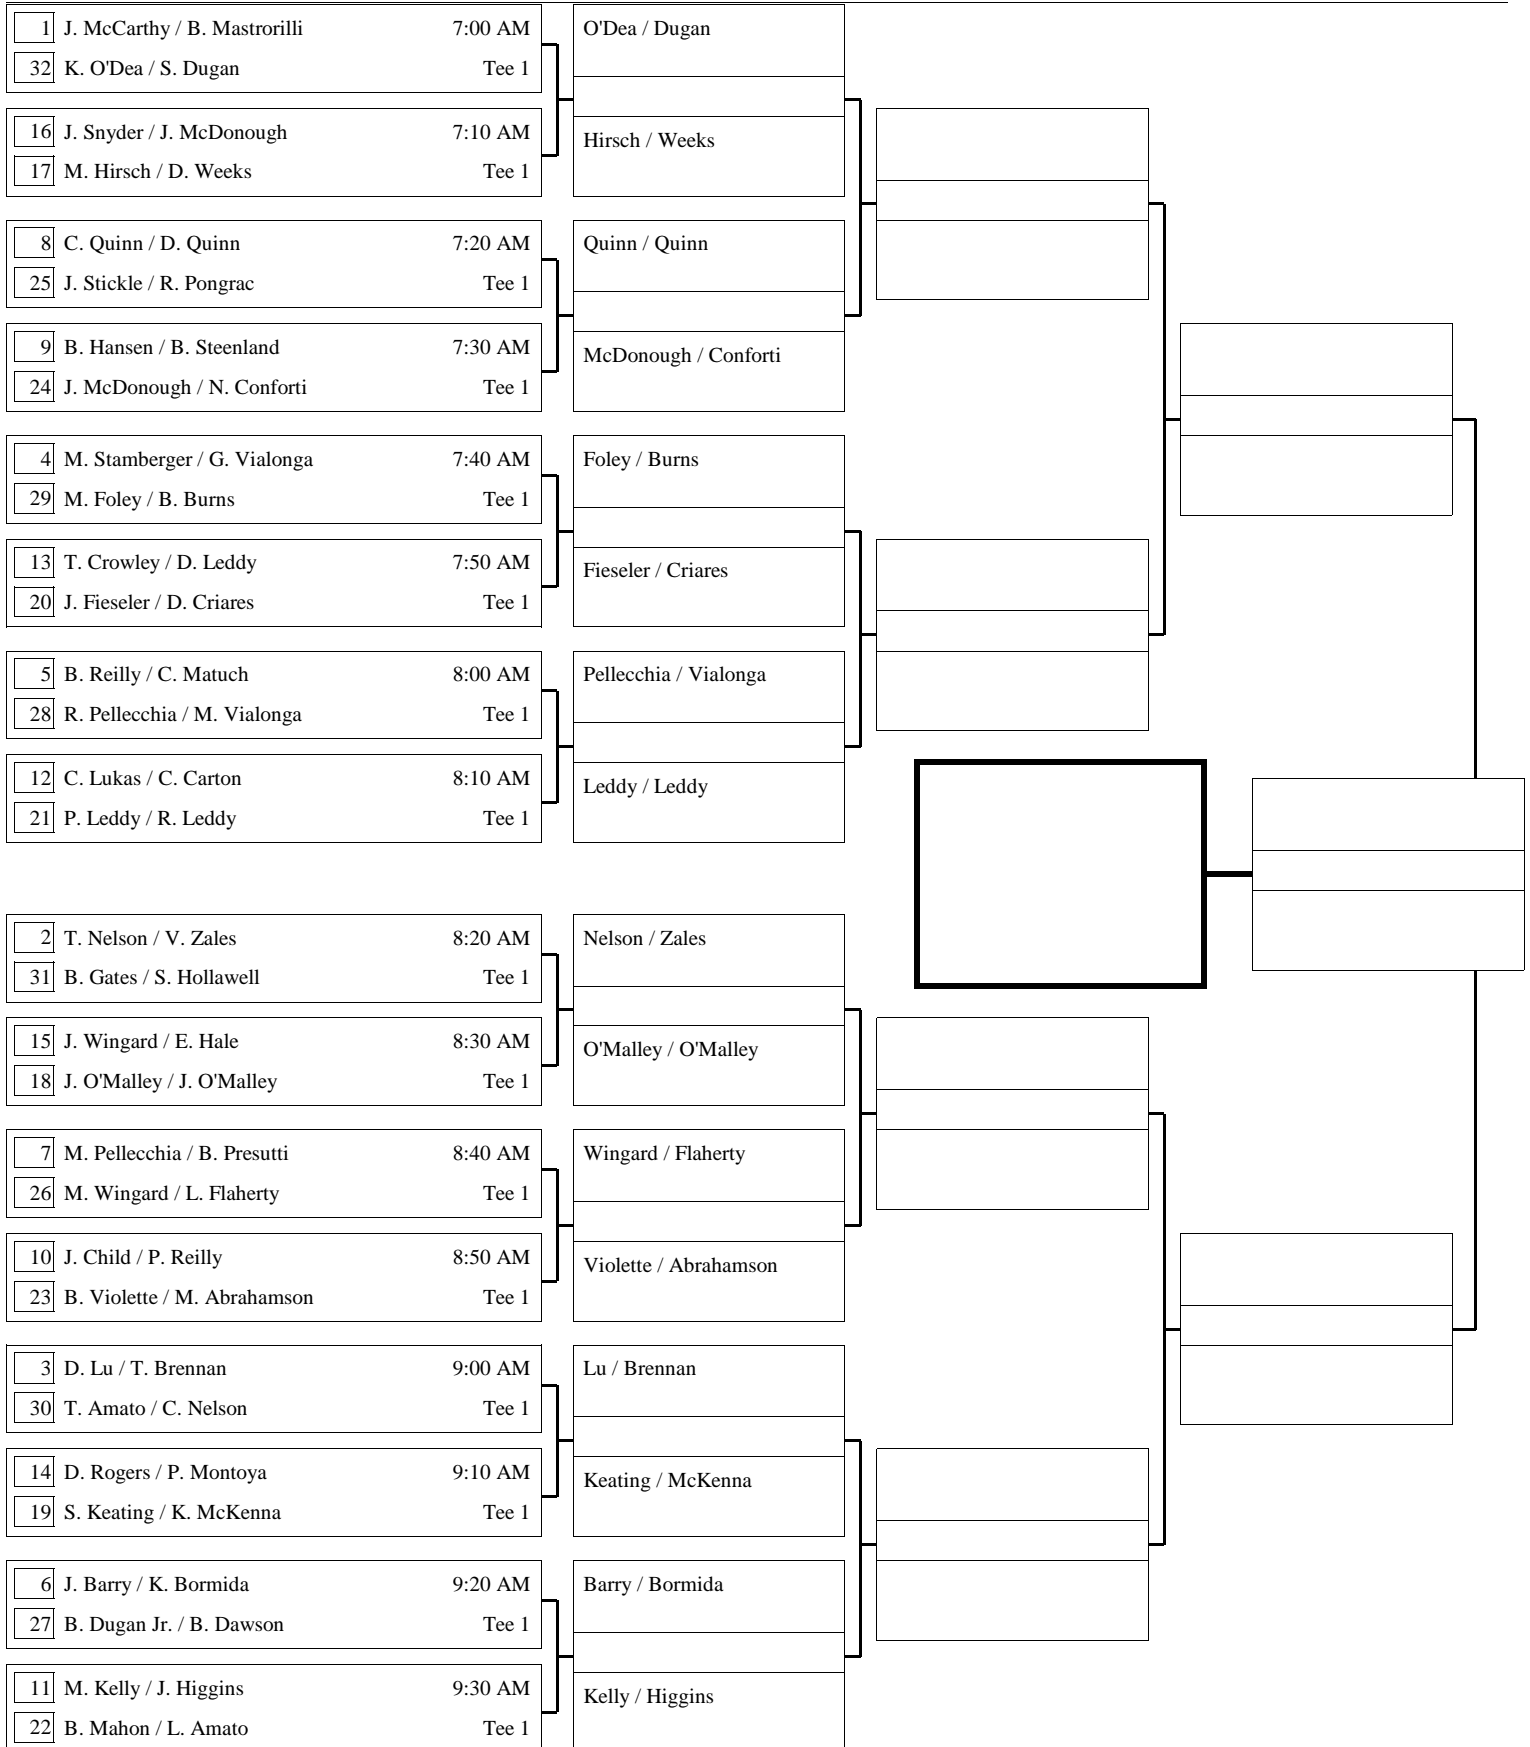 1 J. McCarthy / B. Mastrorilli 7:00 AM
32 K. O'Dea / S. Dugan Tee 1
O'Dea / Dugan
16 J. Snyder / J. McDonough 7:10 AM
17 M. Hirsch / D. Weeks Tee 1
Hirsch / Weeks
8 C. Quinn / D. Quinn 7:20 AM
25 J. Stickle / R. Pongrac Tee 1
Quinn / Quinn
9 B. Hansen / B. Steenland 7:30 AM
24 J. McDonough / N. Conforti Tee 1
McDonough / Conforti
4 M. Stamberger / G. Vialonga 7:40 AM
29 M. Foley / B. Burns Tee 1
Foley / Burns
13 T. Crowley / D. Leddy 7:50 AM
20 J. Fieseler / D. Criares Tee 1
Fieseler / Criares
5 B. Reilly / C. Matuch 8:00 AM
28 R. Pellecchia / M. Vialonga Tee 1
Pellecchia / Vialonga
12 C. Lukas / C. Carton 8:10 AM
21 P. Leddy / R. Leddy Tee 1
Leddy / Leddy
2 T. Nelson / V. Zales 8:20 AM
31 B. Gates / S. Hollawell Tee 1
Nelson / Zales
15 J. Wingard / E. Hale 8:30 AM
18 J. O'Malley / J. O'Malley Tee 1
O'Malley / O'Malley
7 M. Pellecchia / B. Presutti 8:40 AM
26 M. Wingard / L. Flaherty Tee 1
Wingard / Flaherty
10 J. Child / P. Reilly 8:50 AM
23 B. Violette / M. Abrahamson Tee 1
Violette / Abrahamson
3 D. Lu / T. Brennan 9:00 AM
30 T. Amato / C. Nelson Tee 1
Lu / Brennan
14 D. Rogers / P. Montoya 9:10 AM
19 S. Keating / K. McKenna Tee 1
Keating / McKenna
6 J. Barry / K. Bormida 9:20 AM
27 B. Dugan Jr. / B. Dawson Tee 1
Barry / Bormida
11 M. Kelly / J. Higgins 9:30 AM
22 B. Mahon / L. Amato Tee 1
Kelly / Higgins